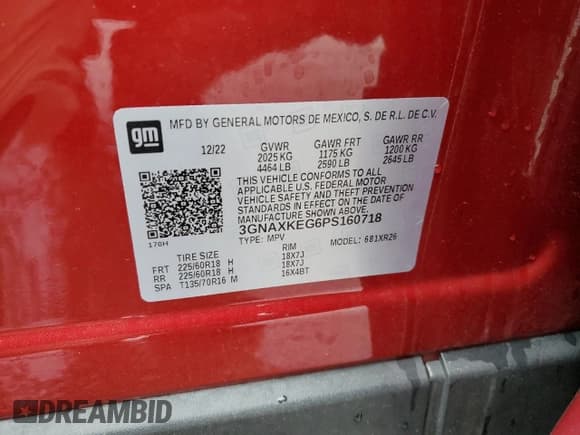 gm
MFD BY GENERAL MOTORS DE MEXICO, S. DE R.L. DE C.V.
12/22 GVWR GAWR FRT GAWR RR
2025 KG 1175 KG 1200 KG
4464 LB 2590 LB 2645 LB
THIS VEHICLE CONFORMS TO ALL
APPLICABLE U.S. FEDERAL MOTOR
VEHICLE SAFETY AND THEFT PREVENTION
STANDARDS IN EFFECT ON THE DATE OF
MANUFACTURE SHOWN ABOVE.
3GNAXKEG6PS160718
170H TYPE: MPV MODEL: 681XR26
TIRE SIZE RIM
FRT 225/60R18 H 18X7J
RR 225/60R18 H 18X7J
SPA T135/70R16 M 16X4BT
DREAMBID